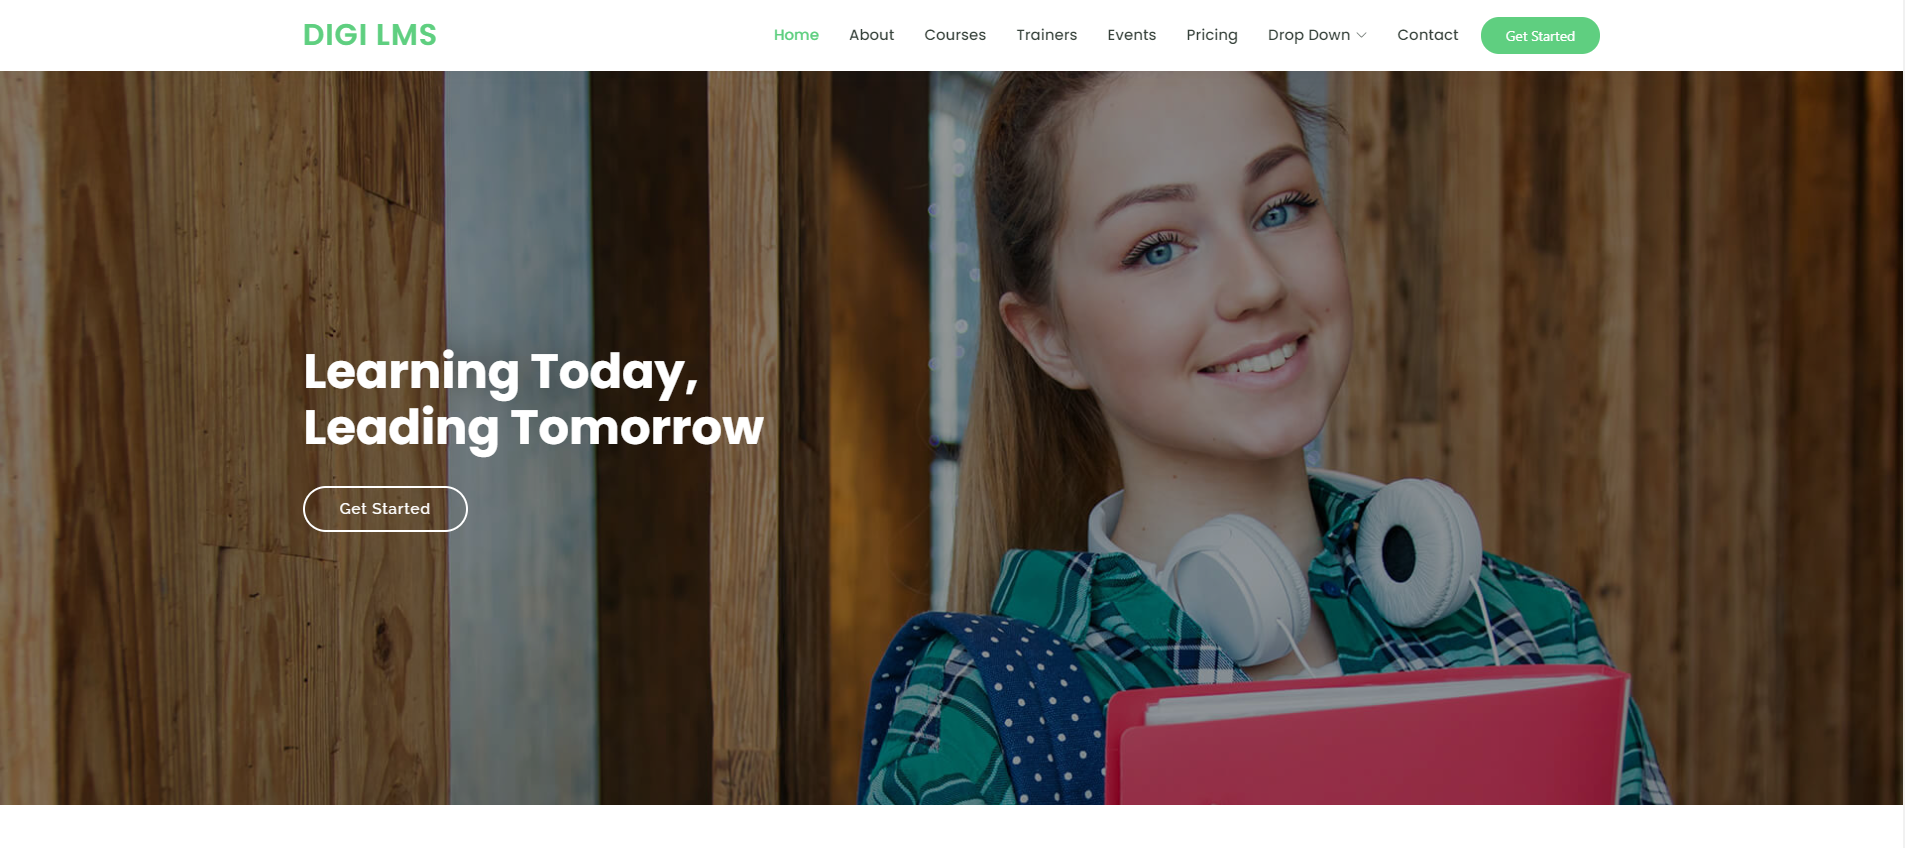 DIGI LMS
Home About Courses Trainers Events Pricing Drop Down Contact Get Started
Learning Today,
Leading Tomorrow
Get Started